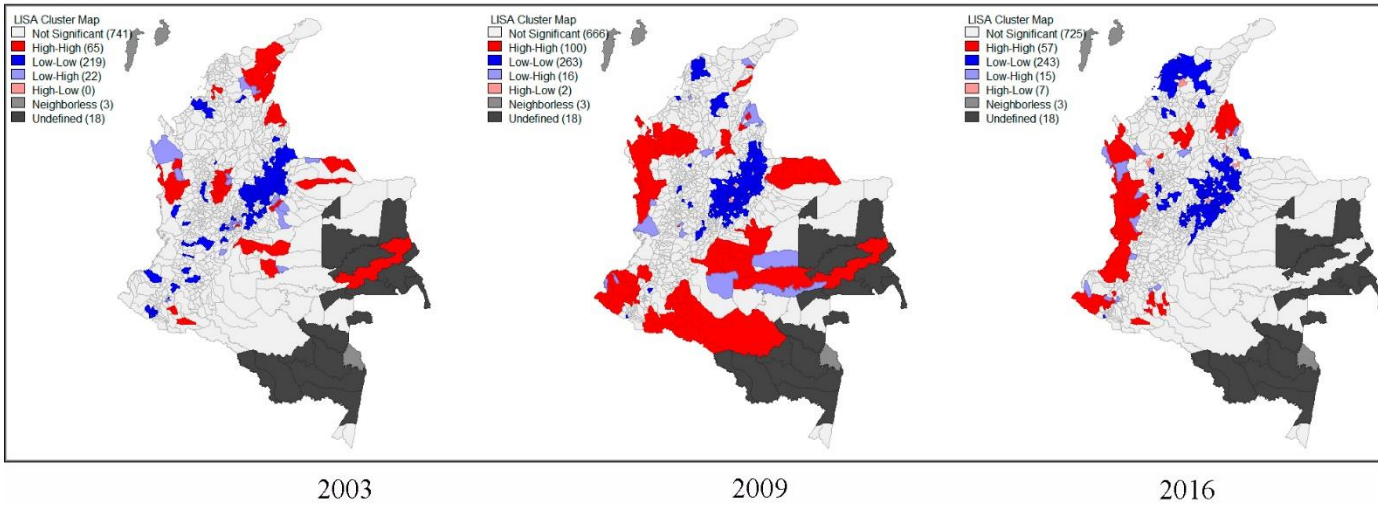 LISA Cluster Map
Not Significant (741)
High-High (65)
Low-Low (219)
Low-High (22)
High-Low (0)
Neighborless (3)
Undefined (18)
LISA Cluster Map
Not Significant (666)
High-High (100)
Low-Low (263)
Low-High (16)
High-Low (2)
Neighborless (3)
Undefined (18)
LISA Cluster Map
Not Significant (725)
High-High (57)
Low-Low (243)
Low-High (15)
High-Low (7)
Neighborless (3)
Undefined (18)
2003
2009
2016